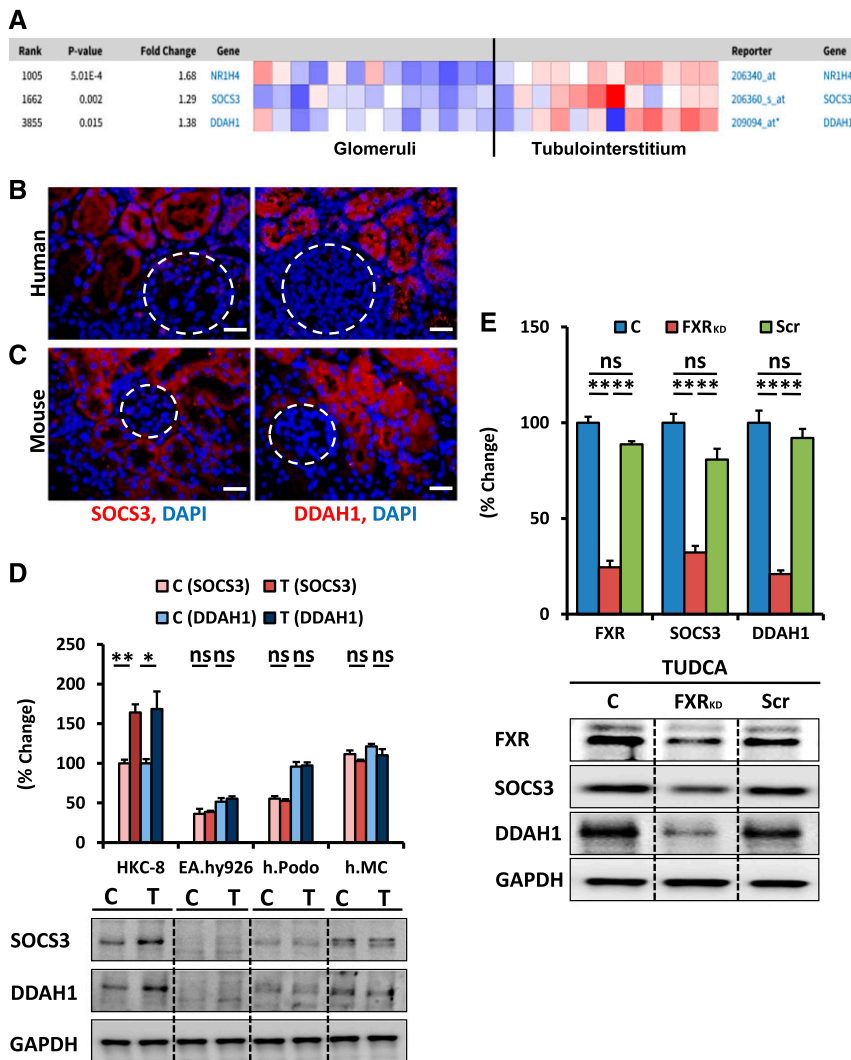 A
Rank P-value Fold Change Gene Reporter Gene
1005 5.01E-4 1.68 NR1H4 206340_at NR1H4
1662 0.002 1.29 SOCS3 206360_s_at SOCS3
3855 0.015 1.38 DDAH1 209094_at* DDAH1
Glomeruli Tubulointerstitium
B
Human
C
Mouse
SOCS3, DAPI DDAH1, DAPI
D
C (SOCS3) T (SOCS3)
C (DDAH1) T (DDAH1)
(% Change)
250
200
150
100
50
0
** * ns ns ns ns ns ns
HKC-8 EA.hy926 h.Podo h.MC
C T C T C T C T
SOCS3
DDAH1
GAPDH
E
C FXRKD Scr
(% Change)
150
100
50
0
ns ns ns
**** **** ****
FXR SOCS3 DDAH1
TUDCA
C FXRKD Scr
FXR
SOCS3
DDAH1
GAPDH